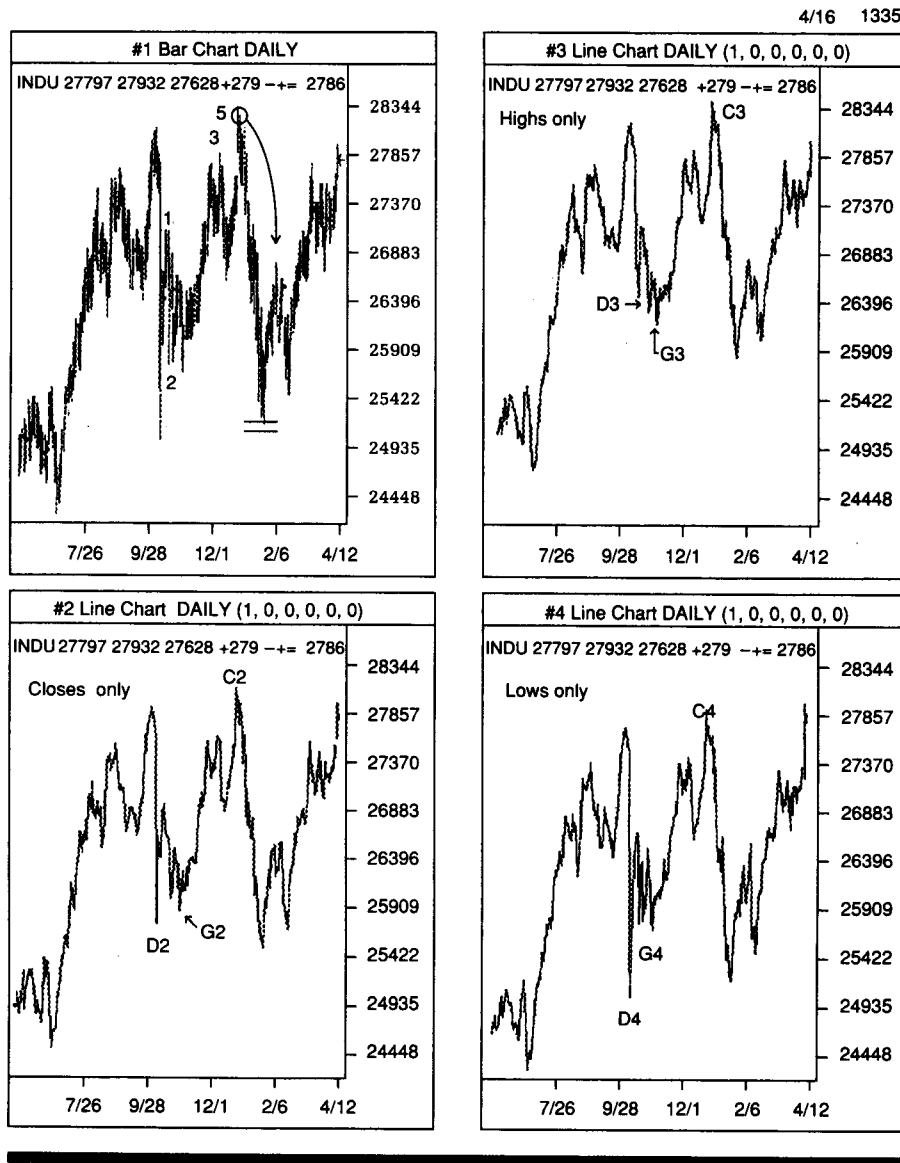 4/16 1335
#1 Bar Chart DAILY
INDU 27797 27932 27628+279 −+= 2786
5
3
1
2
28344
27857
27370
26883
26396
25909
25422
24935
24448
7/26 9/28 12/1 2/6 4/12
#3 Line Chart DAILY (1, 0, 0, 0, 0, 0)
INDU 27797 27932 27628 +279 −+= 2786
Highs only
C3
D3→
G3
28344
27857
27370
26883
26396
25909
25422
24935
24448
7/26 9/28 12/1 2/6 4/12
#2 Line Chart DAILY (1, 0, 0, 0, 0, 0)
INDU 27797 27932 27628 +279 −+= 2786
Closes only
C2
D2
G2
28344
27857
27370
26883
26396
25909
25422
24935
24448
7/26 9/28 12/1 2/6 4/12
#4 Line Chart DAILY (1, 0, 0, 0, 0, 0)
INDU 27797 27932 27628 +279 −+= 2786
Lows only
C4
G4
D4
28344
27857
27370
26883
26396
25909
25422
24935
24448
7/26 9/28 12/1 2/6 4/12